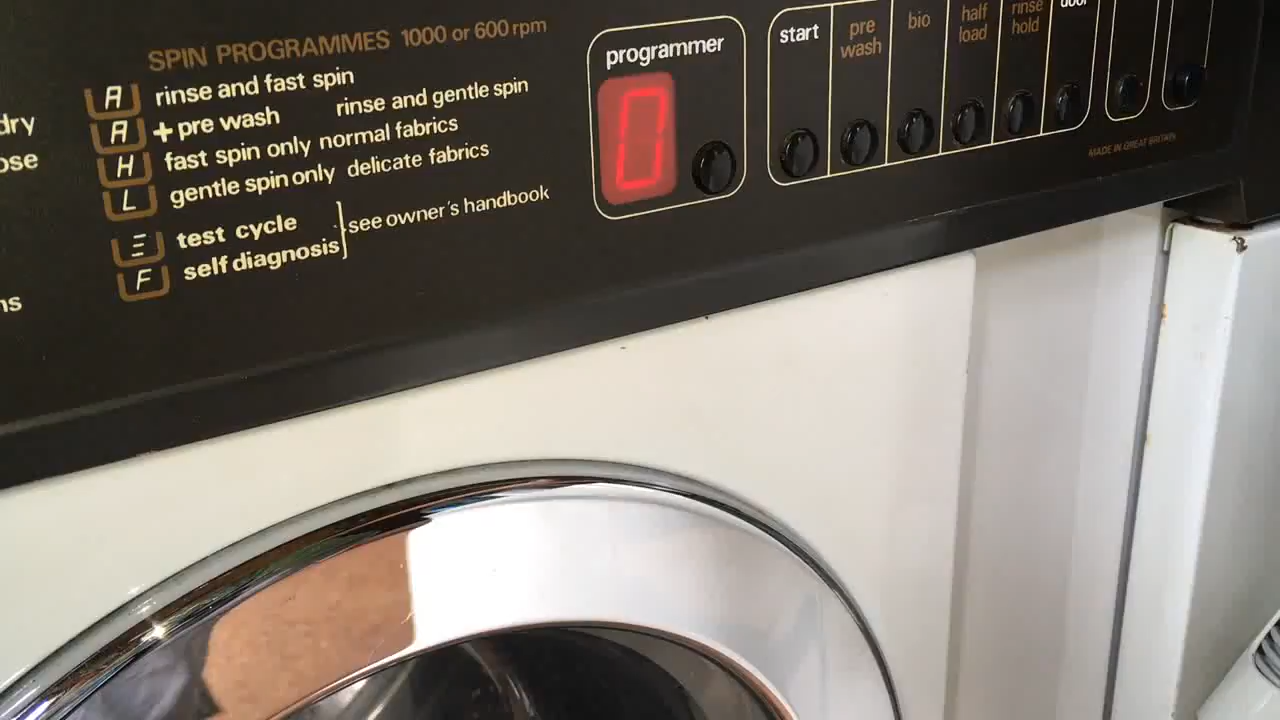 SPIN PROGRAMMES 1000 or 600 rpm
A rinse and fast spin
A + pre wash rinse and gentle spin
H fast spin only normal fabrics
L gentle spin only delicate fabrics
Ξ test cycle
F self diagnosis
see owner's handbook
dry
ose
ns
programmer
0
start
pre
wash
bio
half
load
rinse
hold
door
MADE IN GREAT BRITAIN